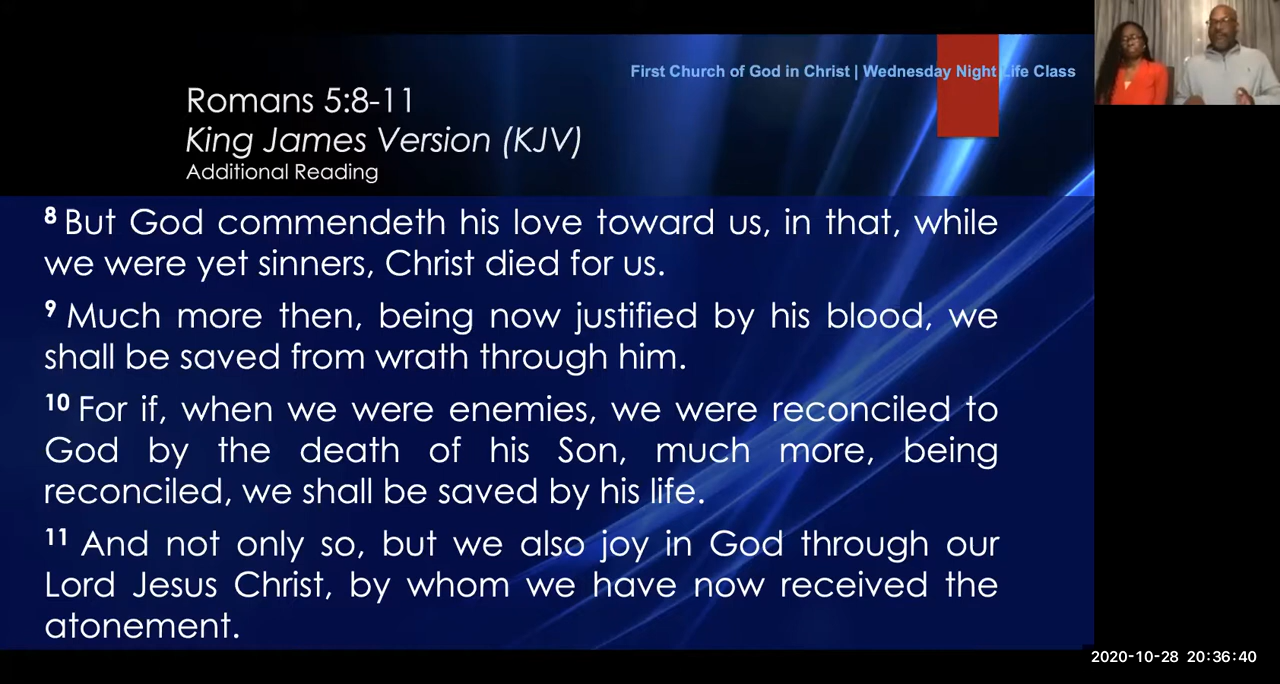 First Church of God in Christ | Wednesday Night Life Class
Romans 5:8-11
King James Version (KJV)
Additional Reading
8 But God commendeth his love toward us, in that, while
we were yet sinners, Christ died for us.
9 Much more then, being now justified by his blood, we
shall be saved from wrath through him.
10 For if, when we were enemies, we were reconciled to
God by the death of his Son, much more, being
reconciled, we shall be saved by his life.
11 And not only so, but we also joy in God through our
Lord Jesus Christ, by whom we have now received the
atonement.
2020-10-28 20:36:40